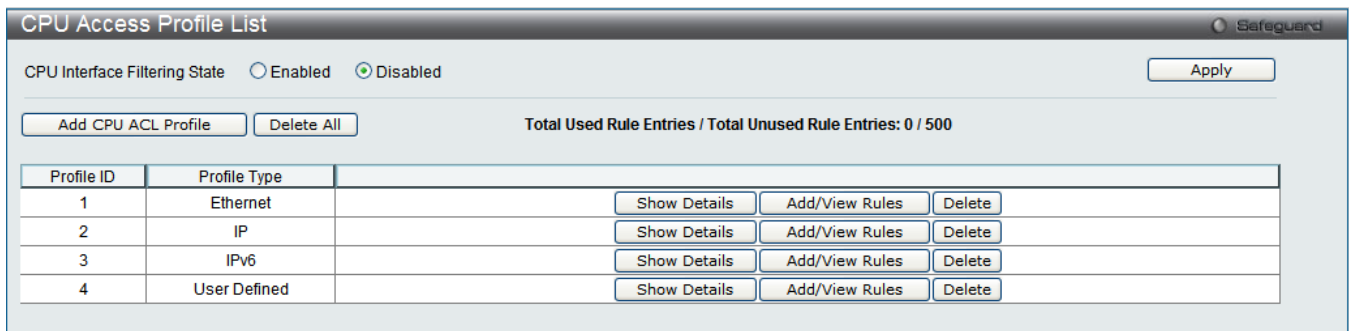 CPU Access Profile List
Safeguard
CPU Interface Filtering State Enabled Disabled Apply
Add CPU ACL Profile Delete All Total Used Rule Entries / Total Unused Rule Entries: 0 / 500
Profile ID Profile Type
1 Ethernet Show Details Add/View Rules Delete
2 IP Show Details Add/View Rules Delete
3 IPv6 Show Details Add/View Rules Delete
4 User Defined Show Details Add/View Rules Delete